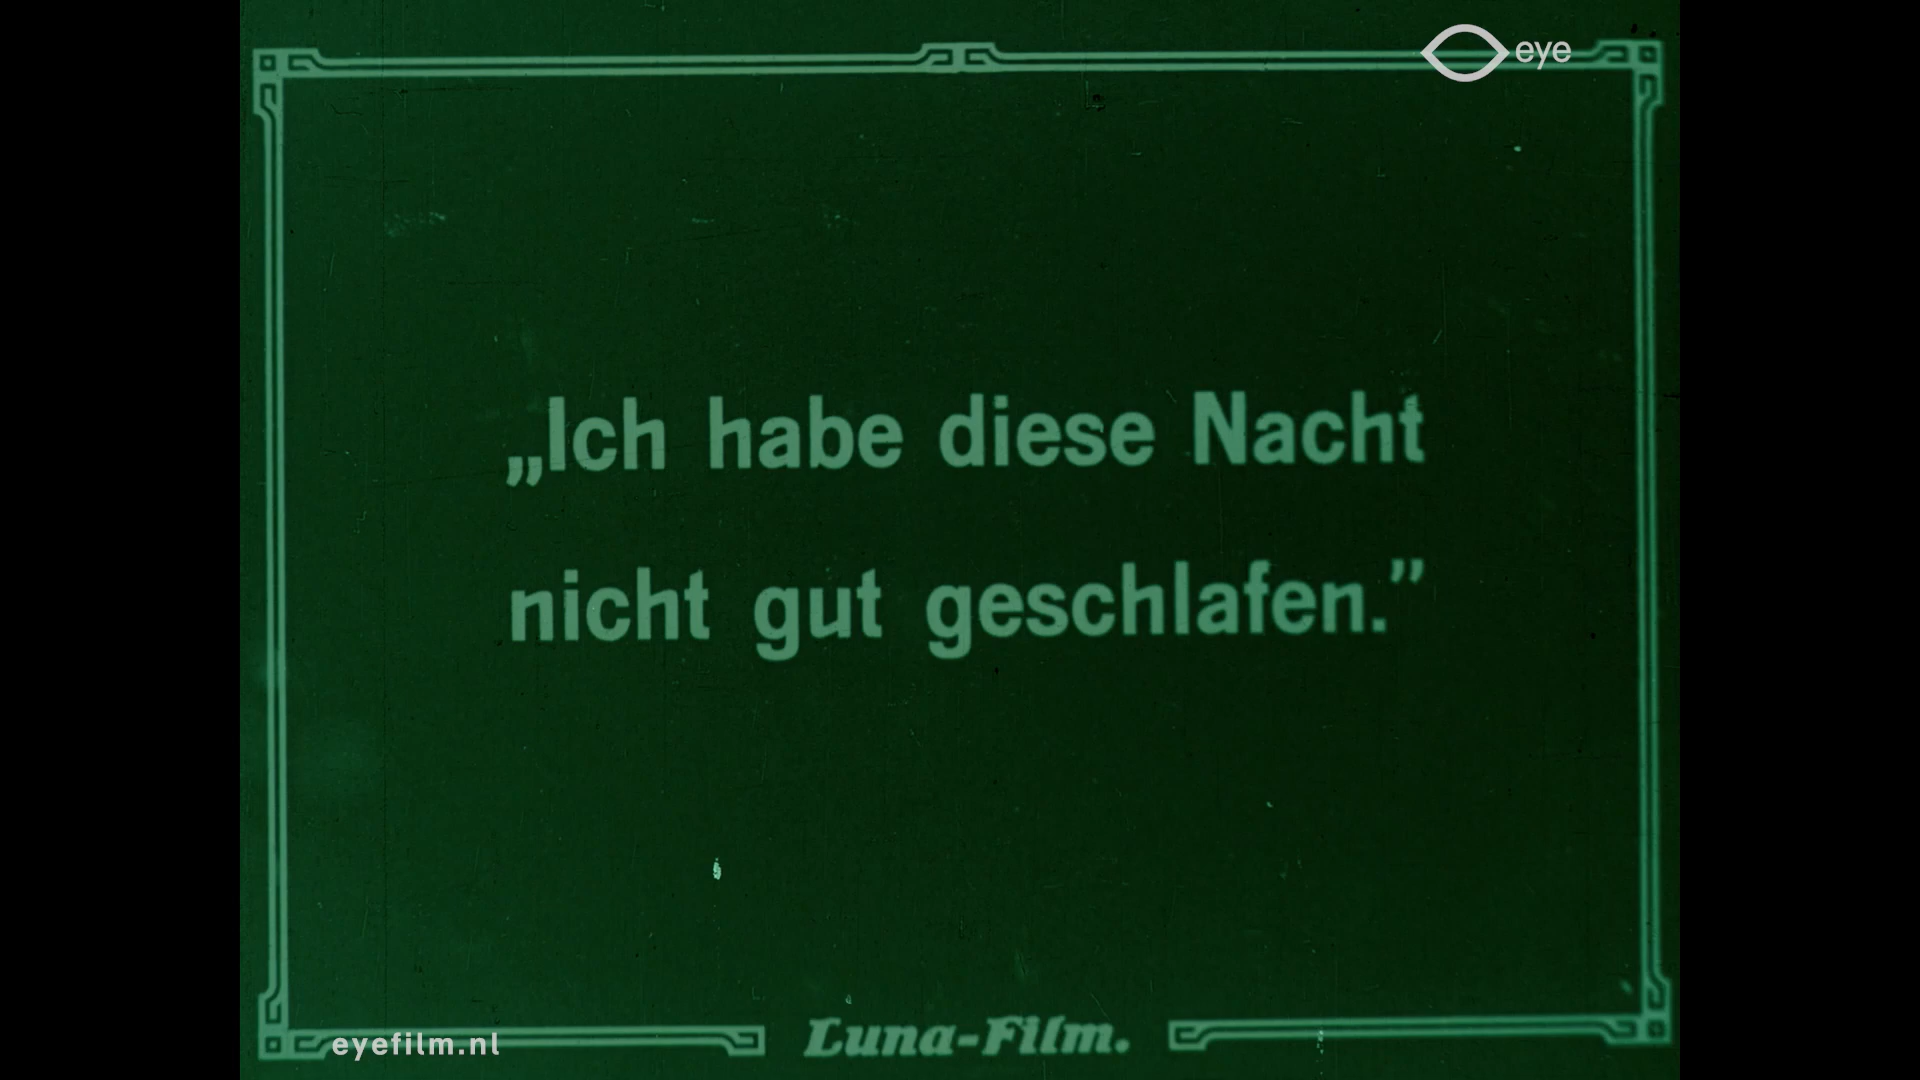 eye
„Ich habe diese Nacht
nicht gut geschlafen.”
Luna-Film.
eyefilm.nl